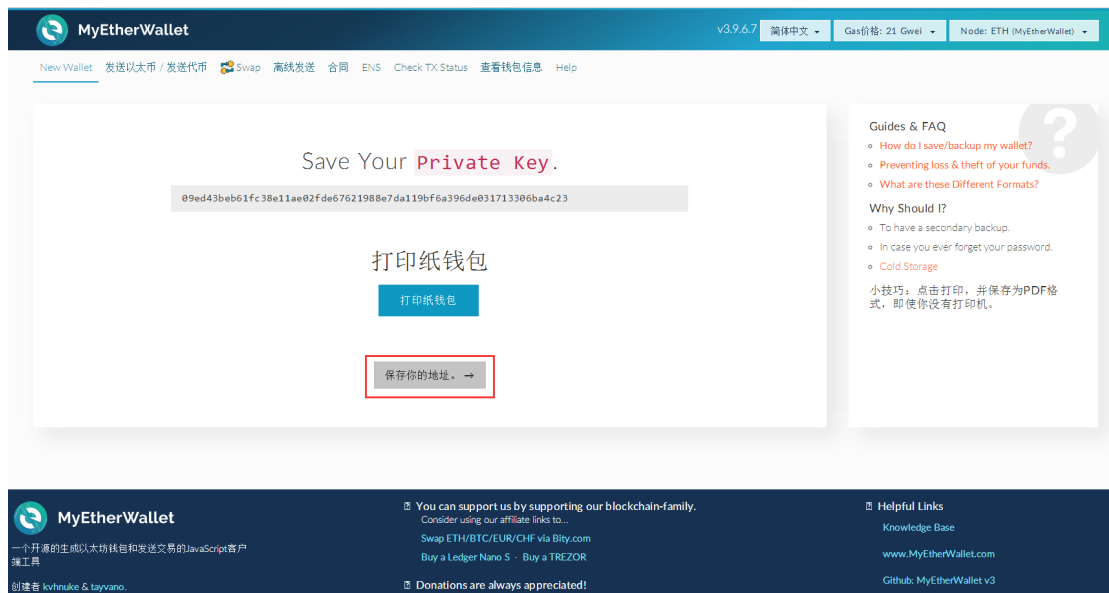 MyEtherWallet
v3.9.6.7 简体中文 Gas价格: 21 Gwei Node: ETH (MyEtherWallet)
New Wallet 发送以太币 / 发送代币 Swap 离线发送 合同 ENS Check TX Status 查看钱包信息 Help
Save Your Private Key.
09ed43beb61fc38e11ae02fde67621988e7da119bf6a396de031713306ba4c23
打印纸钱包
打印纸钱包
保存你的地址。 →
Guides & FAQ
How do I save/backup my wallet?
Preventing loss & theft of your funds.
What are these Different Formats?
Why Should I?
To have a secondary backup.
In case you ever forget your password.
Cold Storage
小技巧：点击打印，并保存为PDF格
式，即使你没有打印机。
MyEtherWallet
一个开源的生成以太坊钱包和发送交易的JavaScript客户
端工具
创建者 kvhnuke & tayvano.
You can support us by supporting our blockchain-family.
Consider using our affiliate links to...
Swap ETH/BTC/EUR/CHF via Bity.com
Buy a Ledger Nano S · Buy a TREZOR
Donations are always appreciated!
Helpful Links
Knowledge Base
www.MyEtherWallet.com
Github: MyEtherWallet v3